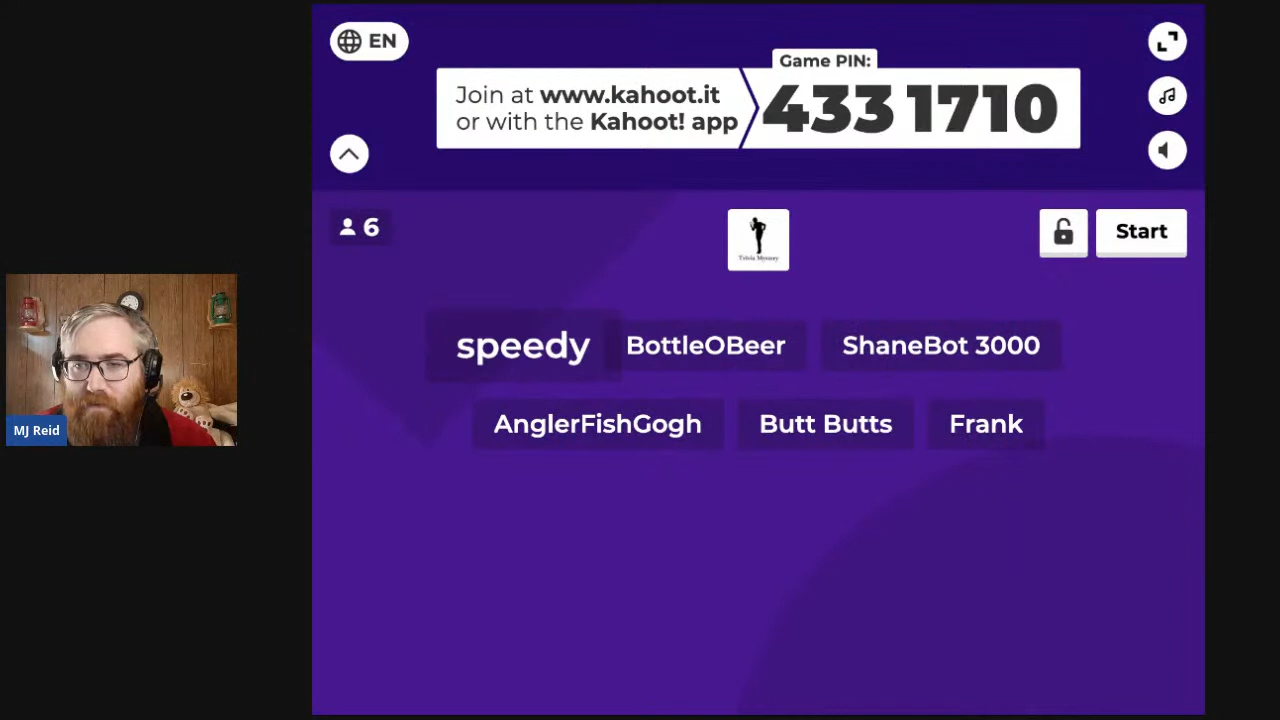 EN
Game PIN:
Join at www.kahoot.it
or with the Kahoot! app
433 1710
6
Start
speedy
BottleOBeer
ShaneBot 3000
AnglerFishGogh
Butt Butts
Frank
MJ Reid